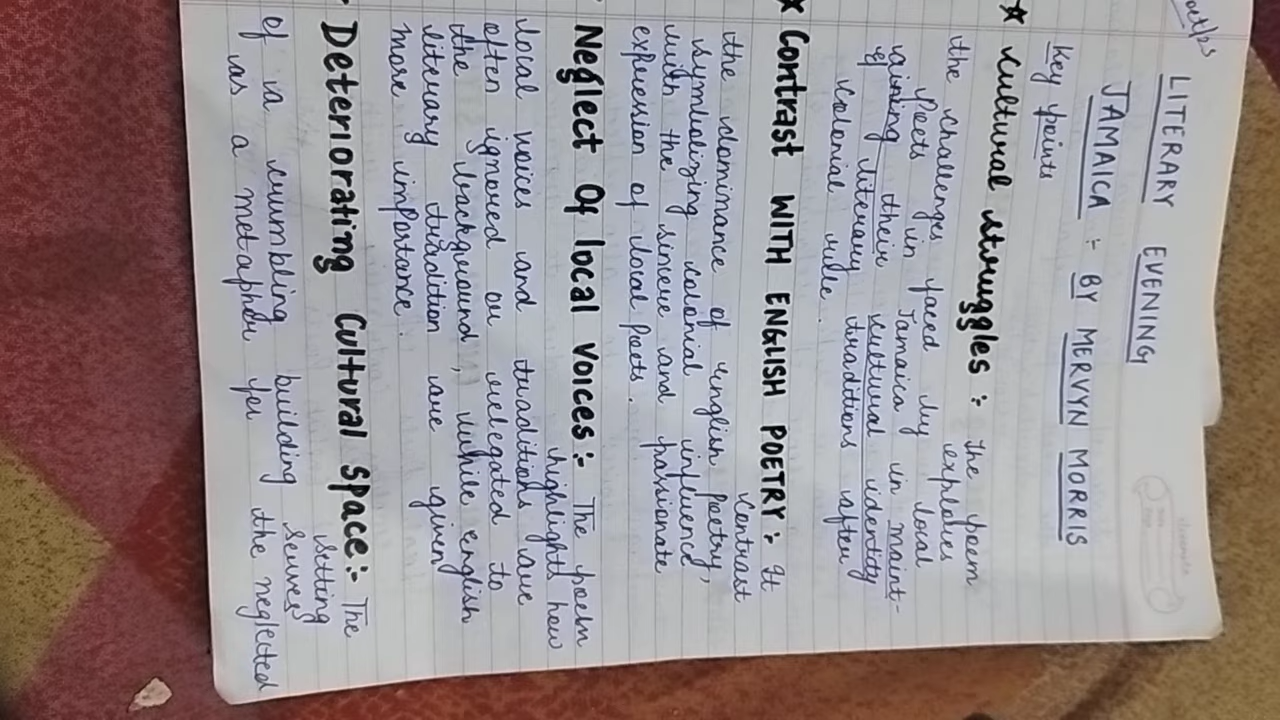 LITERARY EVENING
JAMAICA :- BY MERVYN MORRIS
Key points
★ cultural struggles :- the poem
the challenges faced by explores
Poets in Jamaica by local
aining their cultural identity in maint-
of literary traditions after
colonial rule.
★ Contrast WITH ENGLISH POETRY :- It
the dominance of english poetry, contrast
symbolizing colonial influend
with the sincere and passionate
expression of local Poets.
Neglect Of local voices :- The poem
local voices and traditions are highlights how
often ignored or relegated to
the background, while english
literary tradition are given
more importance.
Deteriorating Cultural space :- The
of a crumbling building setting serves
as a metaphor for the neglected